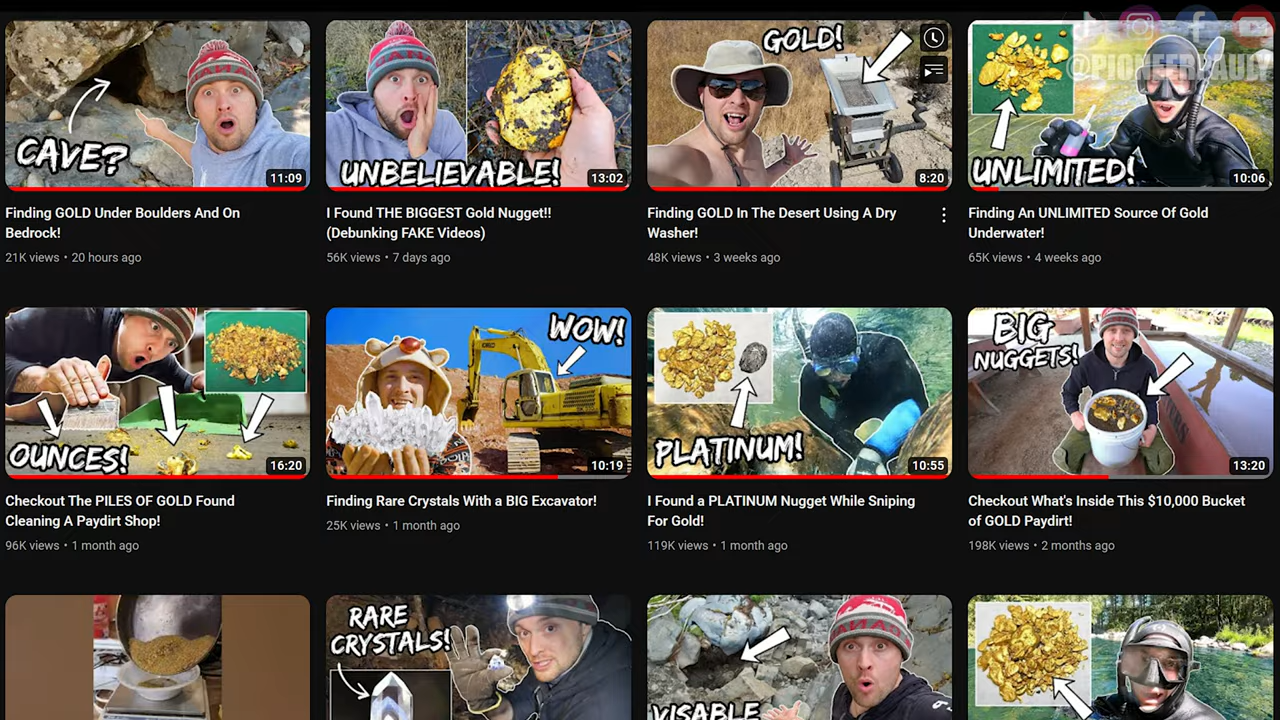 @PIONEERPAULY
CAVE?
11:09
UNBELIEVABLE!
13:02
GOLD!
8:20
UNLIMITED!
10:06
Finding GOLD Under Boulders And On
Bedrock!
21K views • 20 hours ago
I Found THE BIGGEST Gold Nugget!!
(Debunking FAKE Videos)
56K views • 7 days ago
Finding GOLD In The Desert Using A Dry
Washer!
48K views • 3 weeks ago
Finding An UNLIMITED Source Of Gold
Underwater!
65K views • 4 weeks ago
OUNCES!
16:20
WOW!
10:19
PLATINUM!
10:55
BIG
NUGGETS!
13:20
Checkout The PILES OF GOLD Found
Cleaning A Paydirt Shop!
96K views • 1 month ago
Finding Rare Crystals With a BIG Excavator!
25K views • 1 month ago
I Found a PLATINUM Nugget While Sniping
For Gold!
119K views • 1 month ago
Checkout What's Inside This $10,000 Bucket
of GOLD Paydirt!
198K views • 2 months ago
RARE
CRYSTALS!
VISABLE